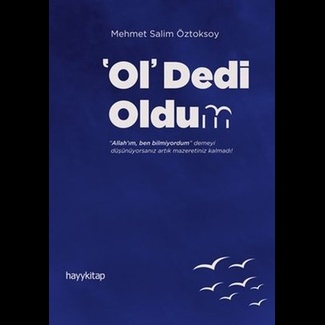 Mehmet Salim Öztoksoy
'Ol' Dedi
Oldum
"Allah'ım, ben bilmiyordum" demeyi
düşünüyorsanız artık mazeretiniz kalmadı!
hayykitap